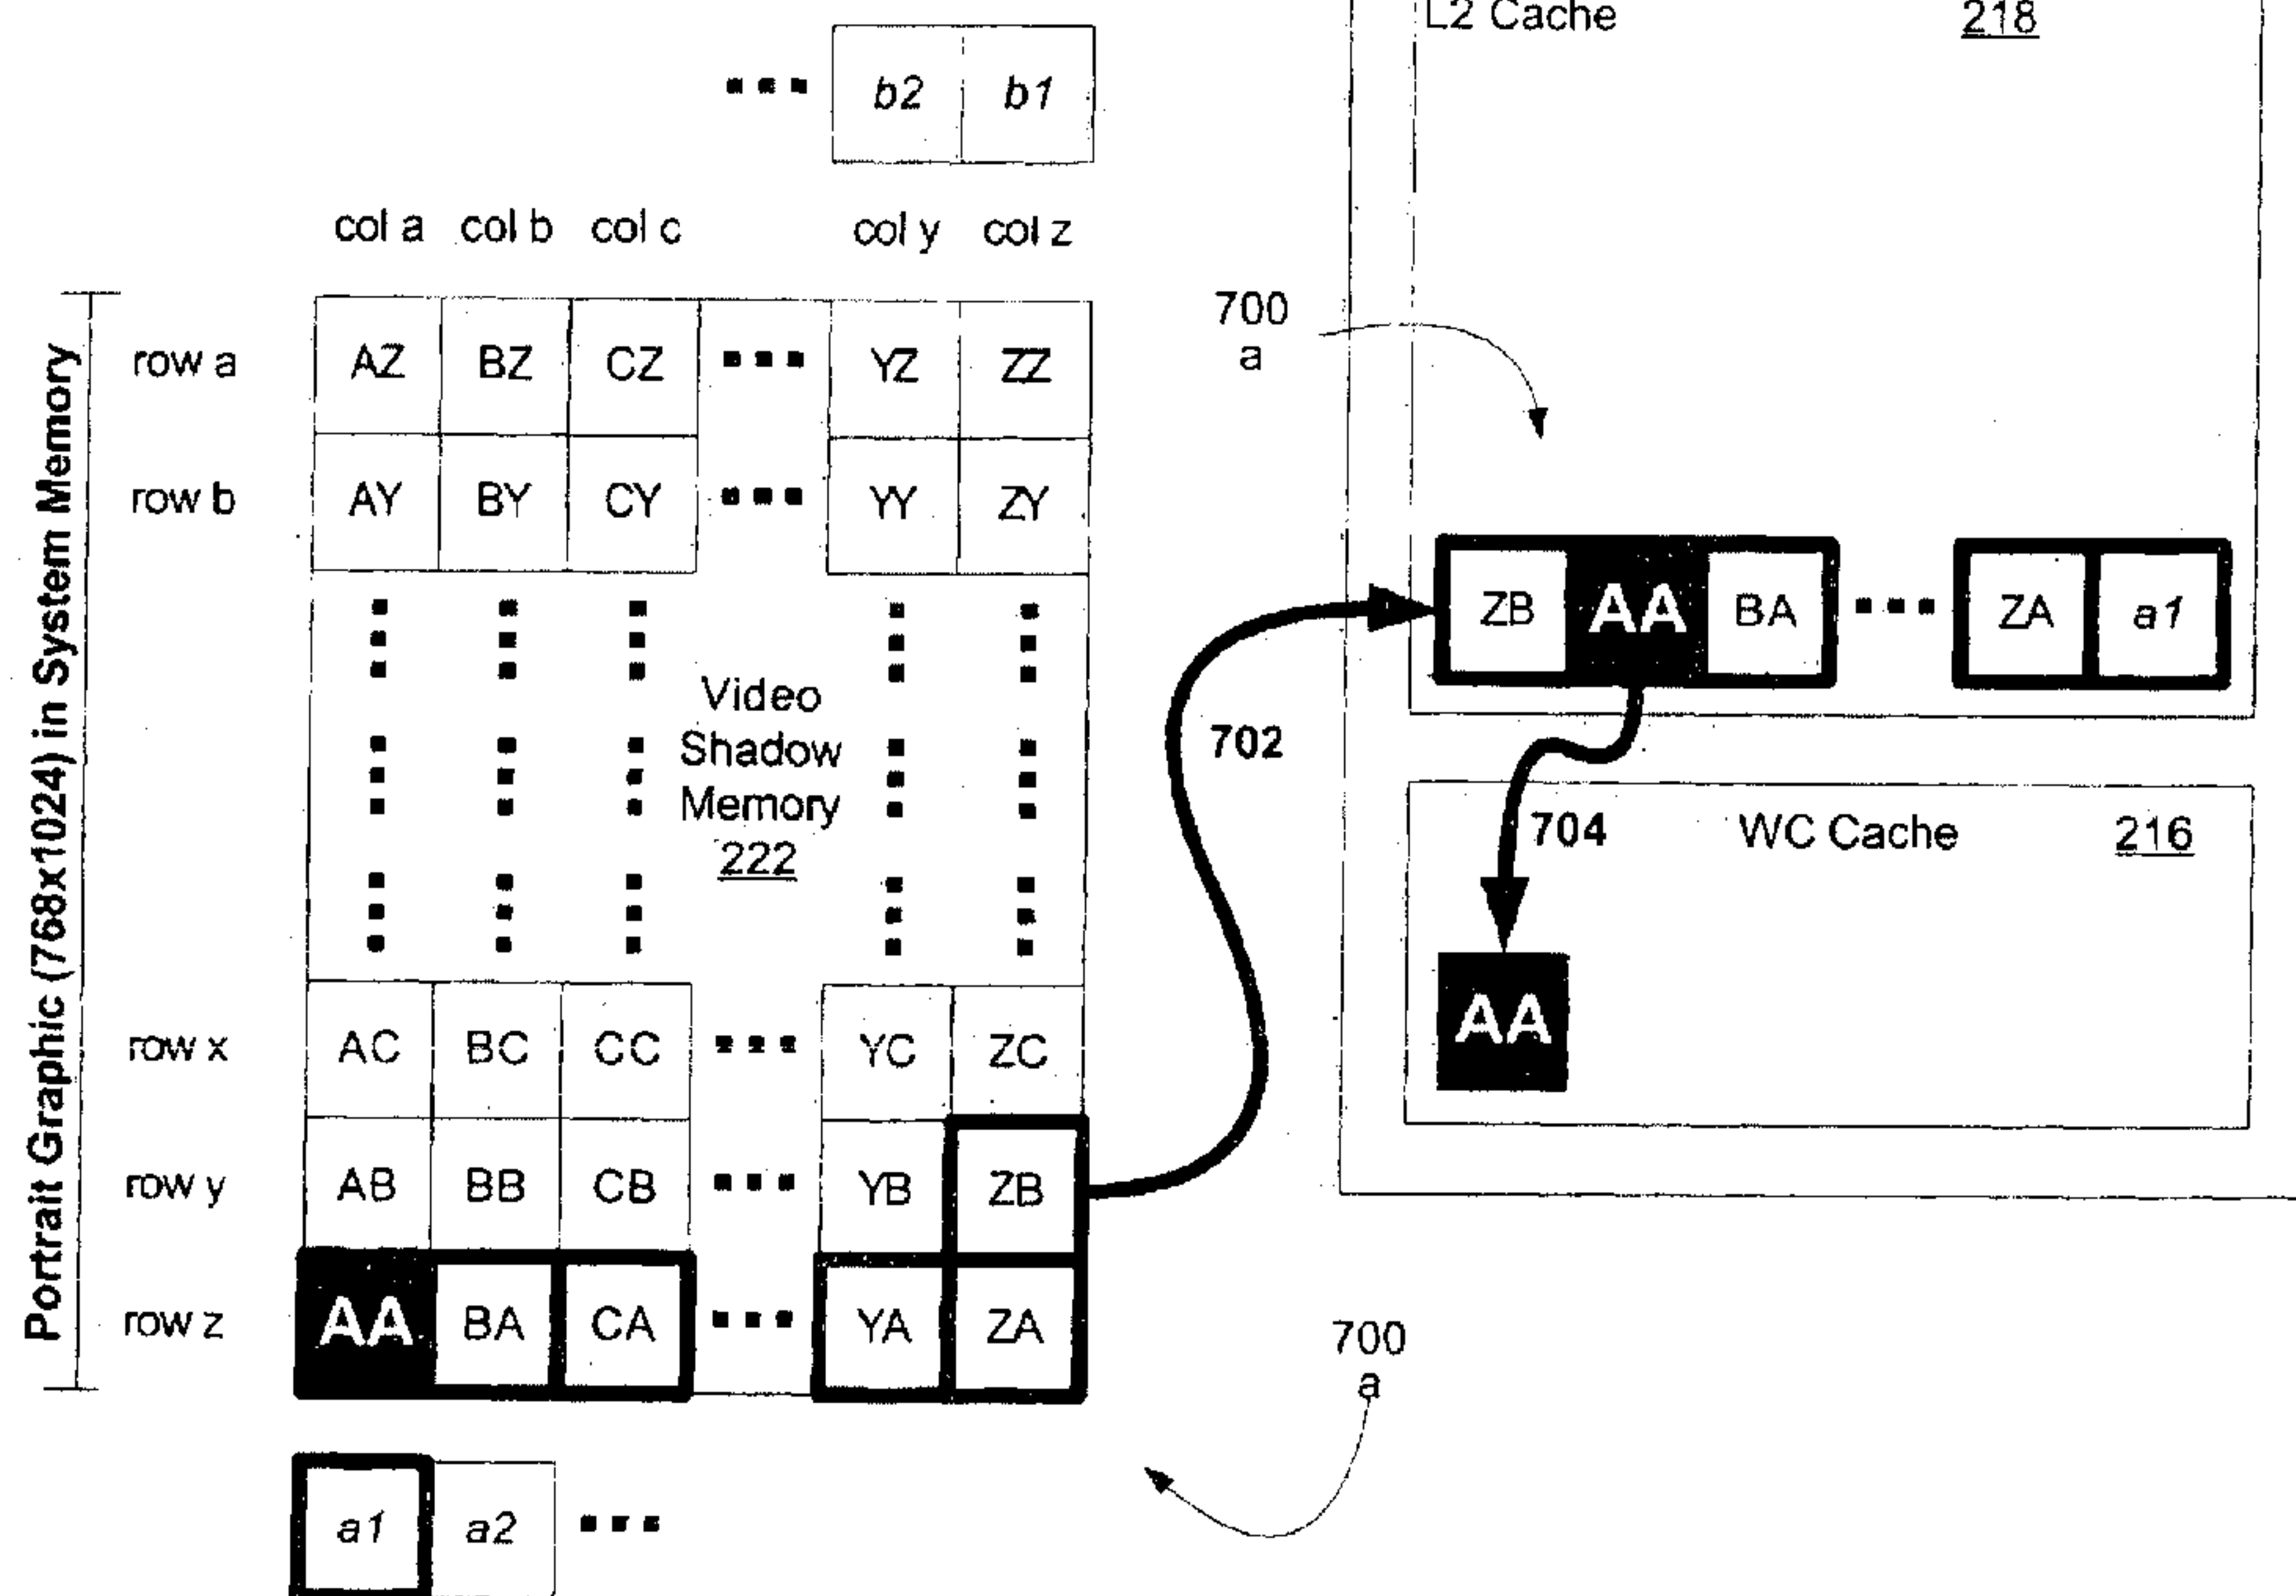 L2 Cache 218
b2 b1
col a col b col c col y col z
Portrait Graphic (768x1024) in System Memory
row a AZ BZ CZ YZ ZZ
row b AY BY CY YY ZY
Video
Shadow
Memory
222
row x AC BC CC YC ZC
row y AB BB CB YB ZB
row z AA BA CA YA ZA
a1 a2
700
a
702
ZB AA BA ZA a1
704
WC Cache 216
AA
700
a